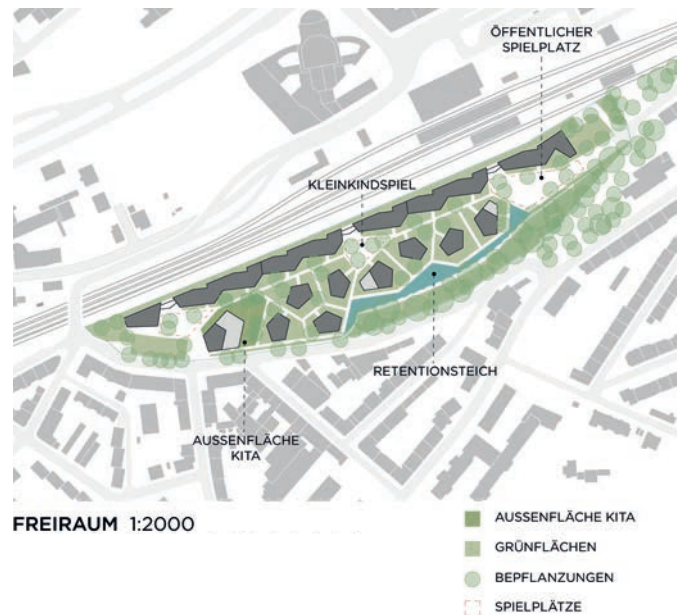 ÖFFENTLICHER
SPIELPLATZ
KLEINKINDSPIEL
RETENTIONSTEICH
AUSSENFLÄCHE
KITA
FREIRAUM 1:2000
AUSSENFLÄCHE KITA
GRÜNFLÄCHEN
BEPFLANZUNGEN
SPIELPLÄTZE